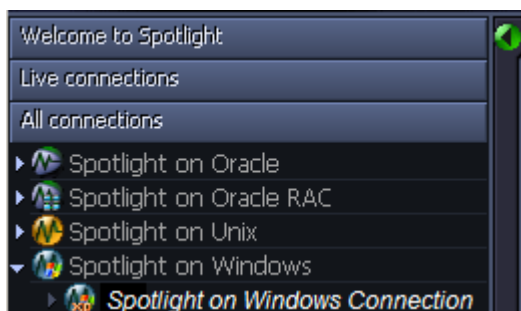 Welcome to Spotlight
Live connections
All connections
Spotlight on Oracle
Spotlight on Oracle RAC
Spotlight on Unix
Spotlight on Windows
Spotlight on Windows Connection